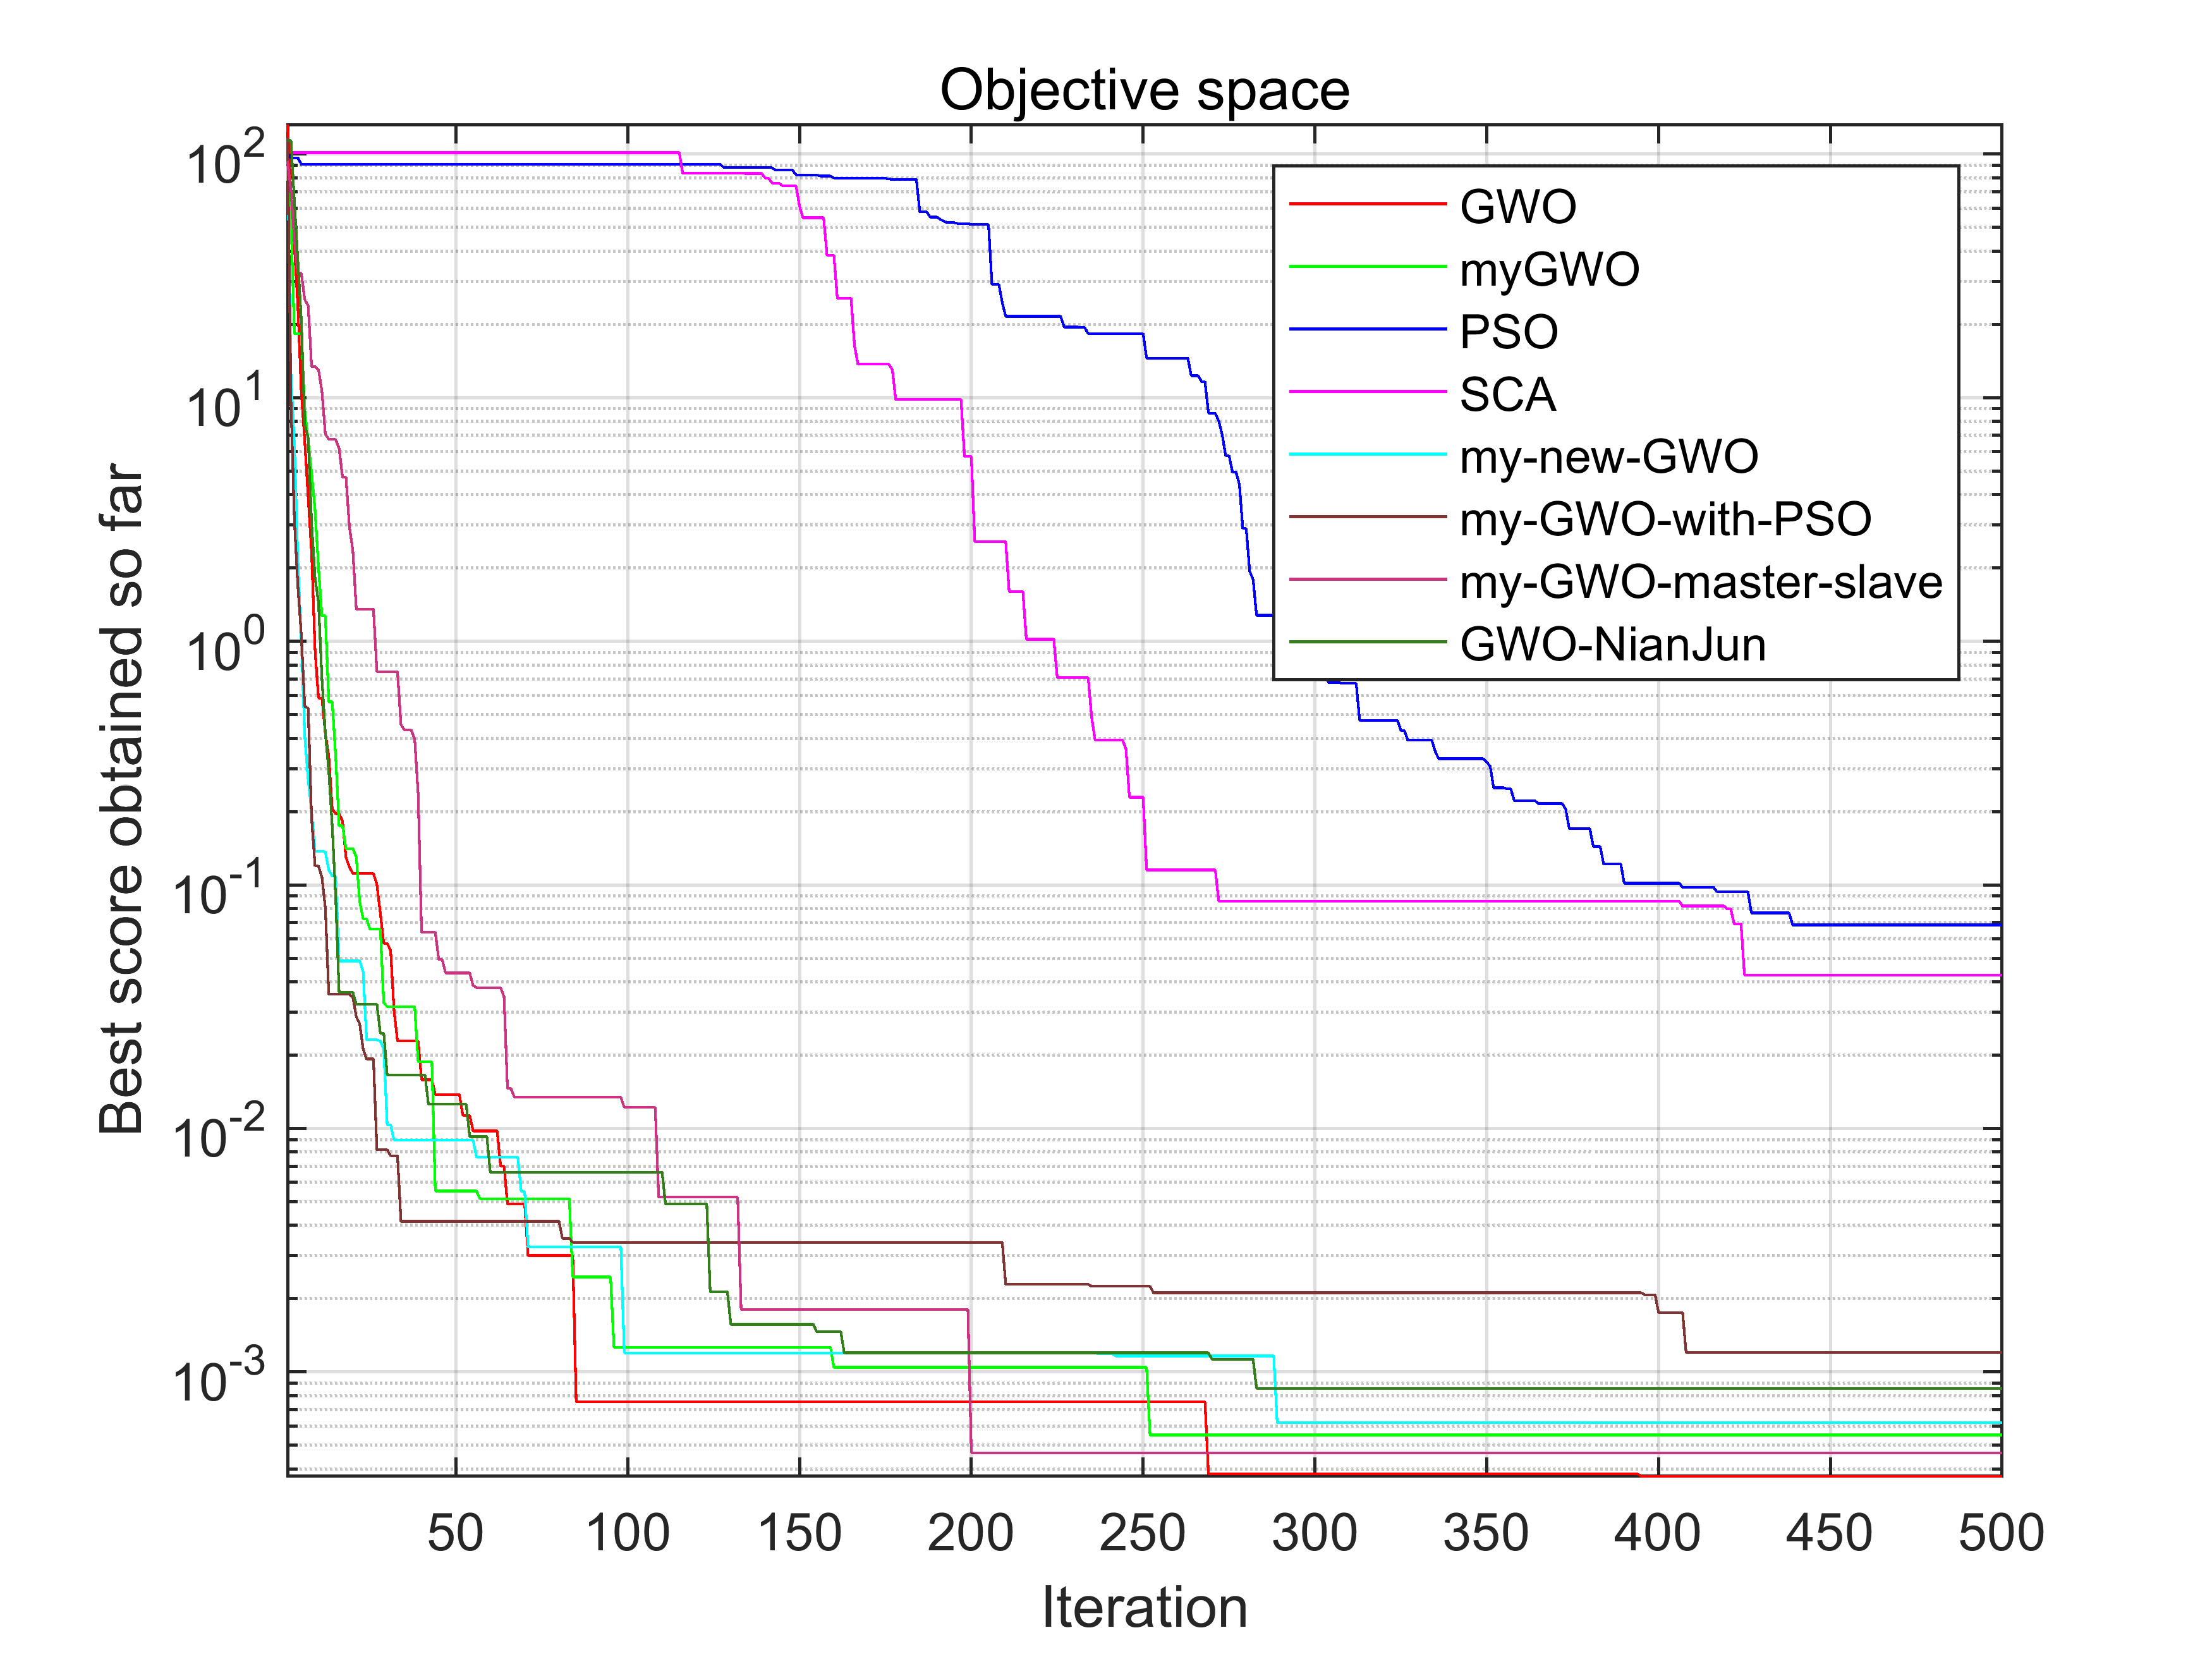 Objective space
10^2
10^1
10^0
10^-1
10^-2
10^-3
Best score obtained so far
GWO
myGWO
PSO
SCA
my-new-GWO
my-GWO-with-PSO
my-GWO-master-slave
GWO-NianJun
50 100 150 200 250 300 350 400 450 500
Iteration